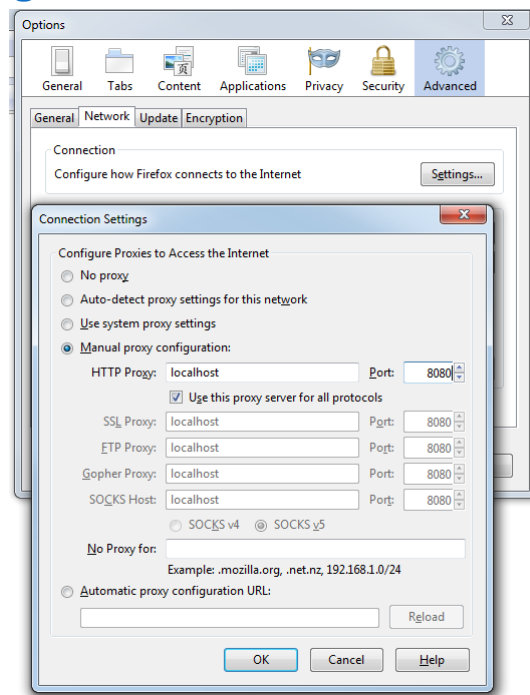 Options
General Tabs Content Applications Privacy Security Advanced
General Network Update Encryption
Connection
Configure how Firefox connects to the Internet Settings...
Connection Settings
Configure Proxies to Access the Internet
No proxy
Auto-detect proxy settings for this network
Use system proxy settings
Manual proxy configuration:
HTTP Proxy: localhost Port: 8080
Use this proxy server for all protocols
SSL Proxy: localhost Port: 8080
FTP Proxy: localhost Port: 8080
Gopher Proxy: localhost Port: 8080
SOCKS Host: localhost Port: 8080
SOCKS v4 SOCKS v5
No Proxy for:
Example: .mozilla.org, .net.nz, 192.168.1.0/24
Automatic proxy configuration URL:
Reload
OK Cancel Help